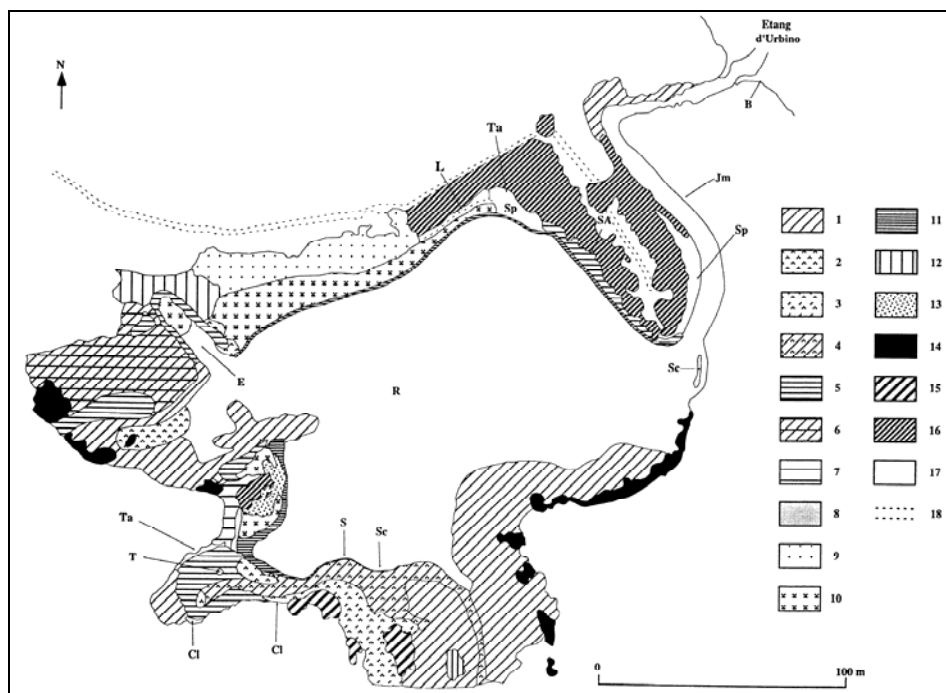 Etang
d'Urbino
N
B
Ta
L
Jm
Sp
SA
Sp
1
11
2
12
3
13
Sc
4
14
E
R
5
15
6
16
7
17
Ta
S
Sc
8
18
T
9
10
Cl
Cl
0
100 m